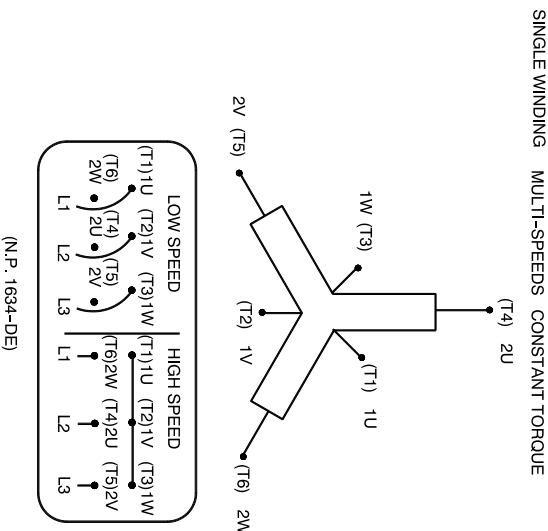 SINGLE WINDING MULTI-SPEEDS CONSTANT TORQUE
(T4) 2U
1W (T3)
(T1) 1U
2V (T5)
(T2) 1V
(T6) 2W
LOW SPEED
HIGH SPEED
(T1)1U (T2)1V (T3)1W
(T1)1U (T2)1V (T3)1W
(T6) (T4) (T5)
2W 2U 2V
(T6)2W (T4)2U (T5)2V
L1 L2 L3
L1 L2 L3
(N.P. 1634-DE)